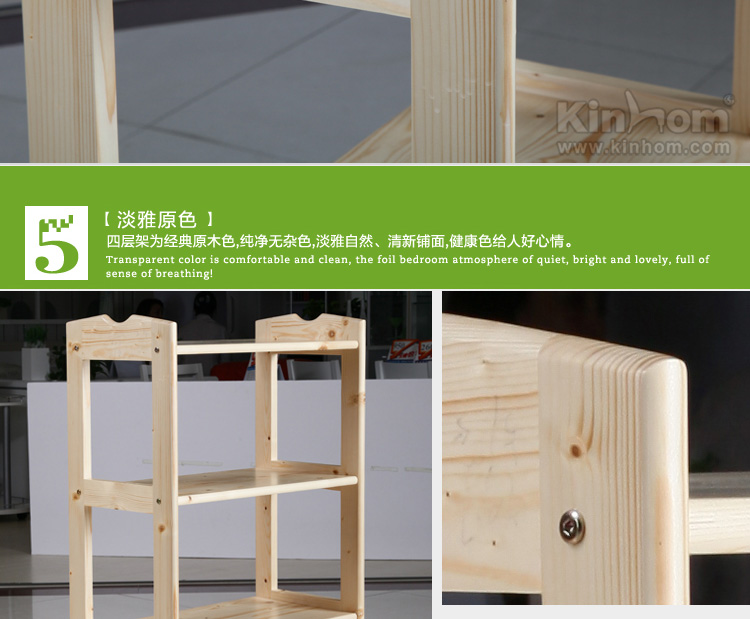 Kinhom
www.kinhom.com
5
【 淡雅原色 】
四层架为经典原木色,纯净无杂色,淡雅自然、清新铺面,健康色给人好心情。
Transparent color is comfortable and clean, the foil bedroom atmosphere of quiet, bright and lovely, full of
sense of breathing!